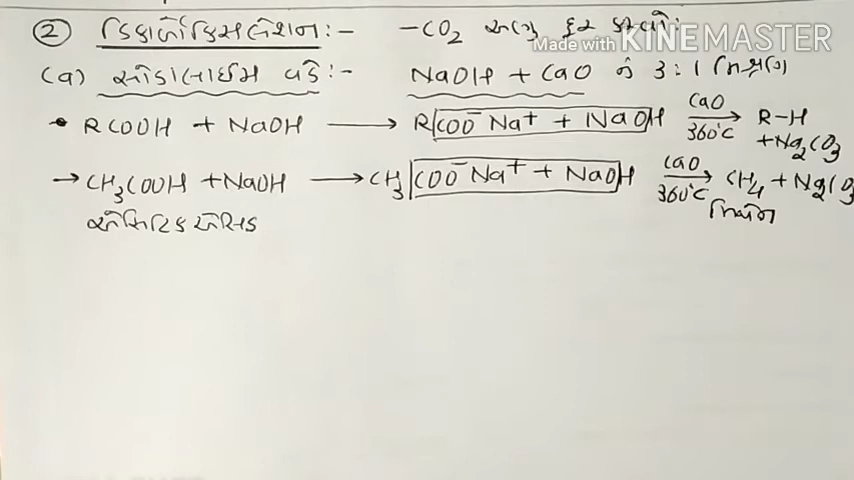 ② ડિકાર્બોક્સિલેશન :- -CO2 સમૂહ દૂર કરવો:
Made with KINEMASTER
(a) સોડાલાઈમ વડે :- NaOH + CaO નું 3 : 1 મિશ્રણ
• RCOOH + NaOH ⟶ RCOO⁻Na⁺ + NaOH CaO ⟶ 360°C R-H
+ Na2CO3
→ CH3COOH + NaOH ⟶ CH3COO⁻Na⁺ + NaOH CaO ⟶ 360°C CH4 + Na2CO3
એસિટિક એસિડ મિથેન